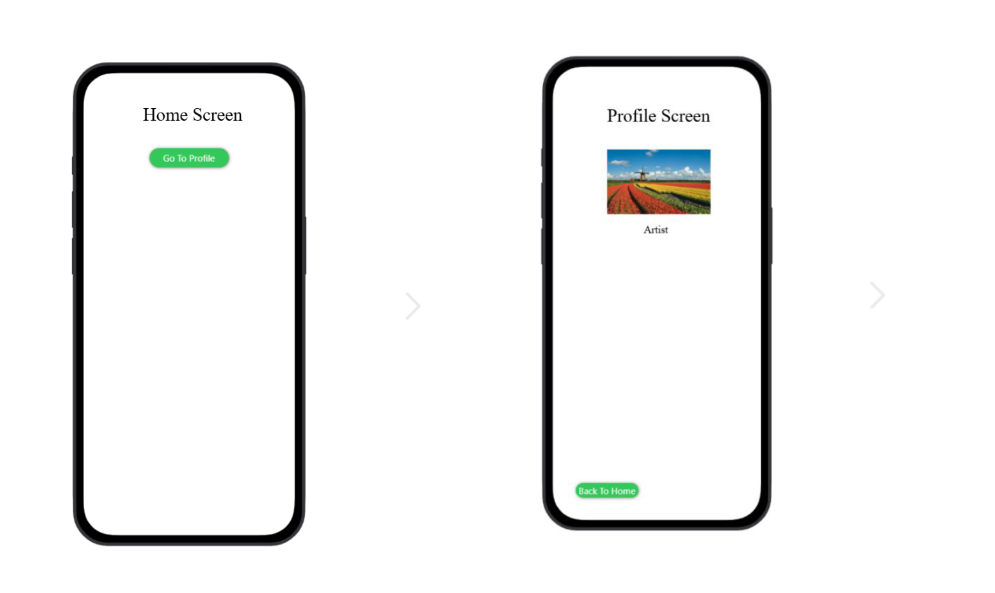 Home Screen
Go To Profile
Profile Screen
Artist
Back To Home